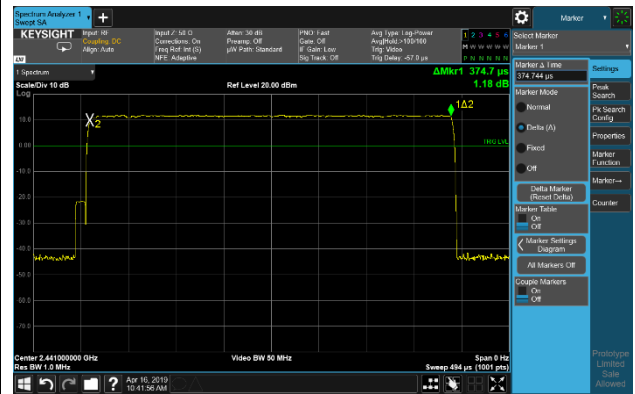 Spectrum Analyzer 1
Swept SA
+
Marker
KEYSIGHT
Input: RF
Coupling: DC
Align: Auto
Input Z: 50 Ω
Corrections: On
Freq Ref: Int (S)
NFE: Adaptive
Atten: 30 dB
Preamp: Off
µW Path: Standard
PNO: Fast
Gate: Off
IF Gain: Low
Sig Track: Off
Avg Type: Log-Power
Avg|Hold:>100/100
Trig: Video
Trig Delay: -57.0 µs
1 2 3 4 5 6
M W W W W W
P N N N N N
LXI
Select Marker
Marker 1
1 Spectrum
ΔMkr1 374.7 µs
1.18 dB
Scale/Div 10 dB
Ref Level 20.00 dBm
Log
10.0
0.00
-10.0
-20.0
-30.0
-40.0
-50.0
-60.0
-70.0
X2
1Δ2
TRIG LVL
Center 2.441000000 GHz
Res BW 1.0 MHz
Video BW 50 MHz
Span 0 Hz
Sweep 494 µs (1001 pts)
Marker Δ Time
374.744 µs
Marker Mode
Normal
Delta (Δ)
Fixed
Off
Delta Marker
(Reset Delta)
Marker Table
On
Off
Marker Settings
Diagram
All Markers Off
Couple Markers
On
Off
Settings
Peak
Search
Pk Search
Config
Properties
Marker
Function
Marker→
Counter
Prototype
Limited
Sale
Allowed
?
Apr 16, 2019
10:41:56 AM